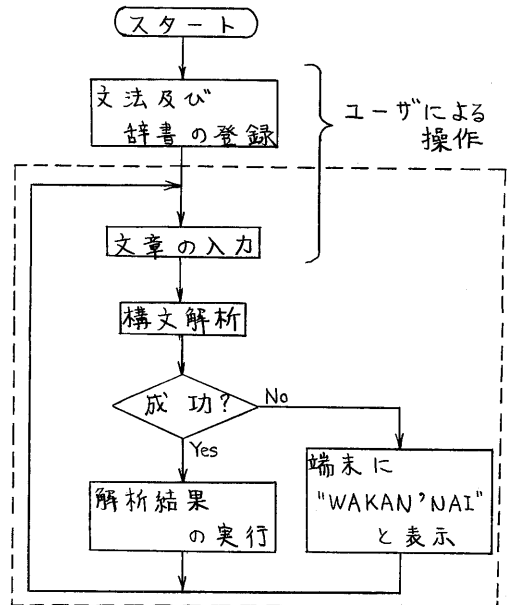 スタート
文法及び
辞書の登録
ユーザによる
操作
文章の入力
構文解析
成功?
No
Yes
端末に
"WAKAN'NAI"
と表示
解析結果
の実行